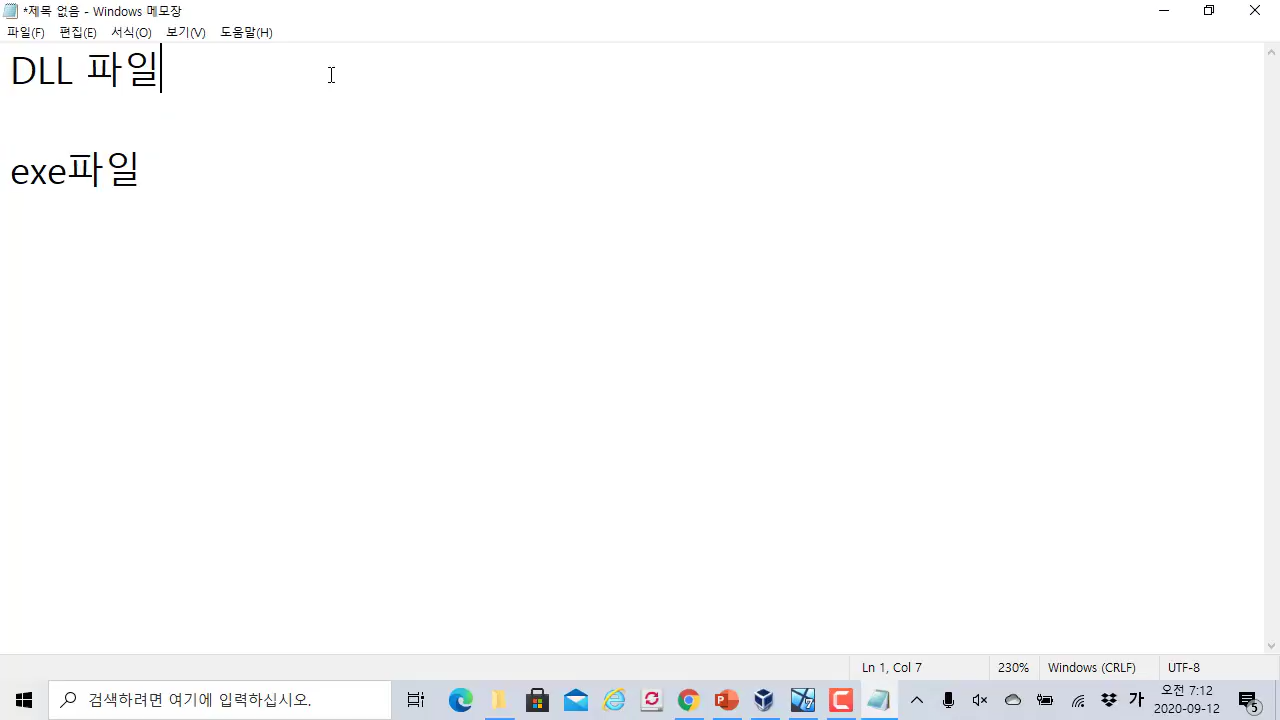 *제목 없음 - Windows 메모장
파일(F) 편집(E) 서식(O) 보기(V) 도움말(H)
DLL 파일
exe파일
Ln 1, Col 7 230% Windows (CRLF) UTF-8
검색하려면 여기에 입력하십시오.
7
가
오전 7:12
2020-09-12
5